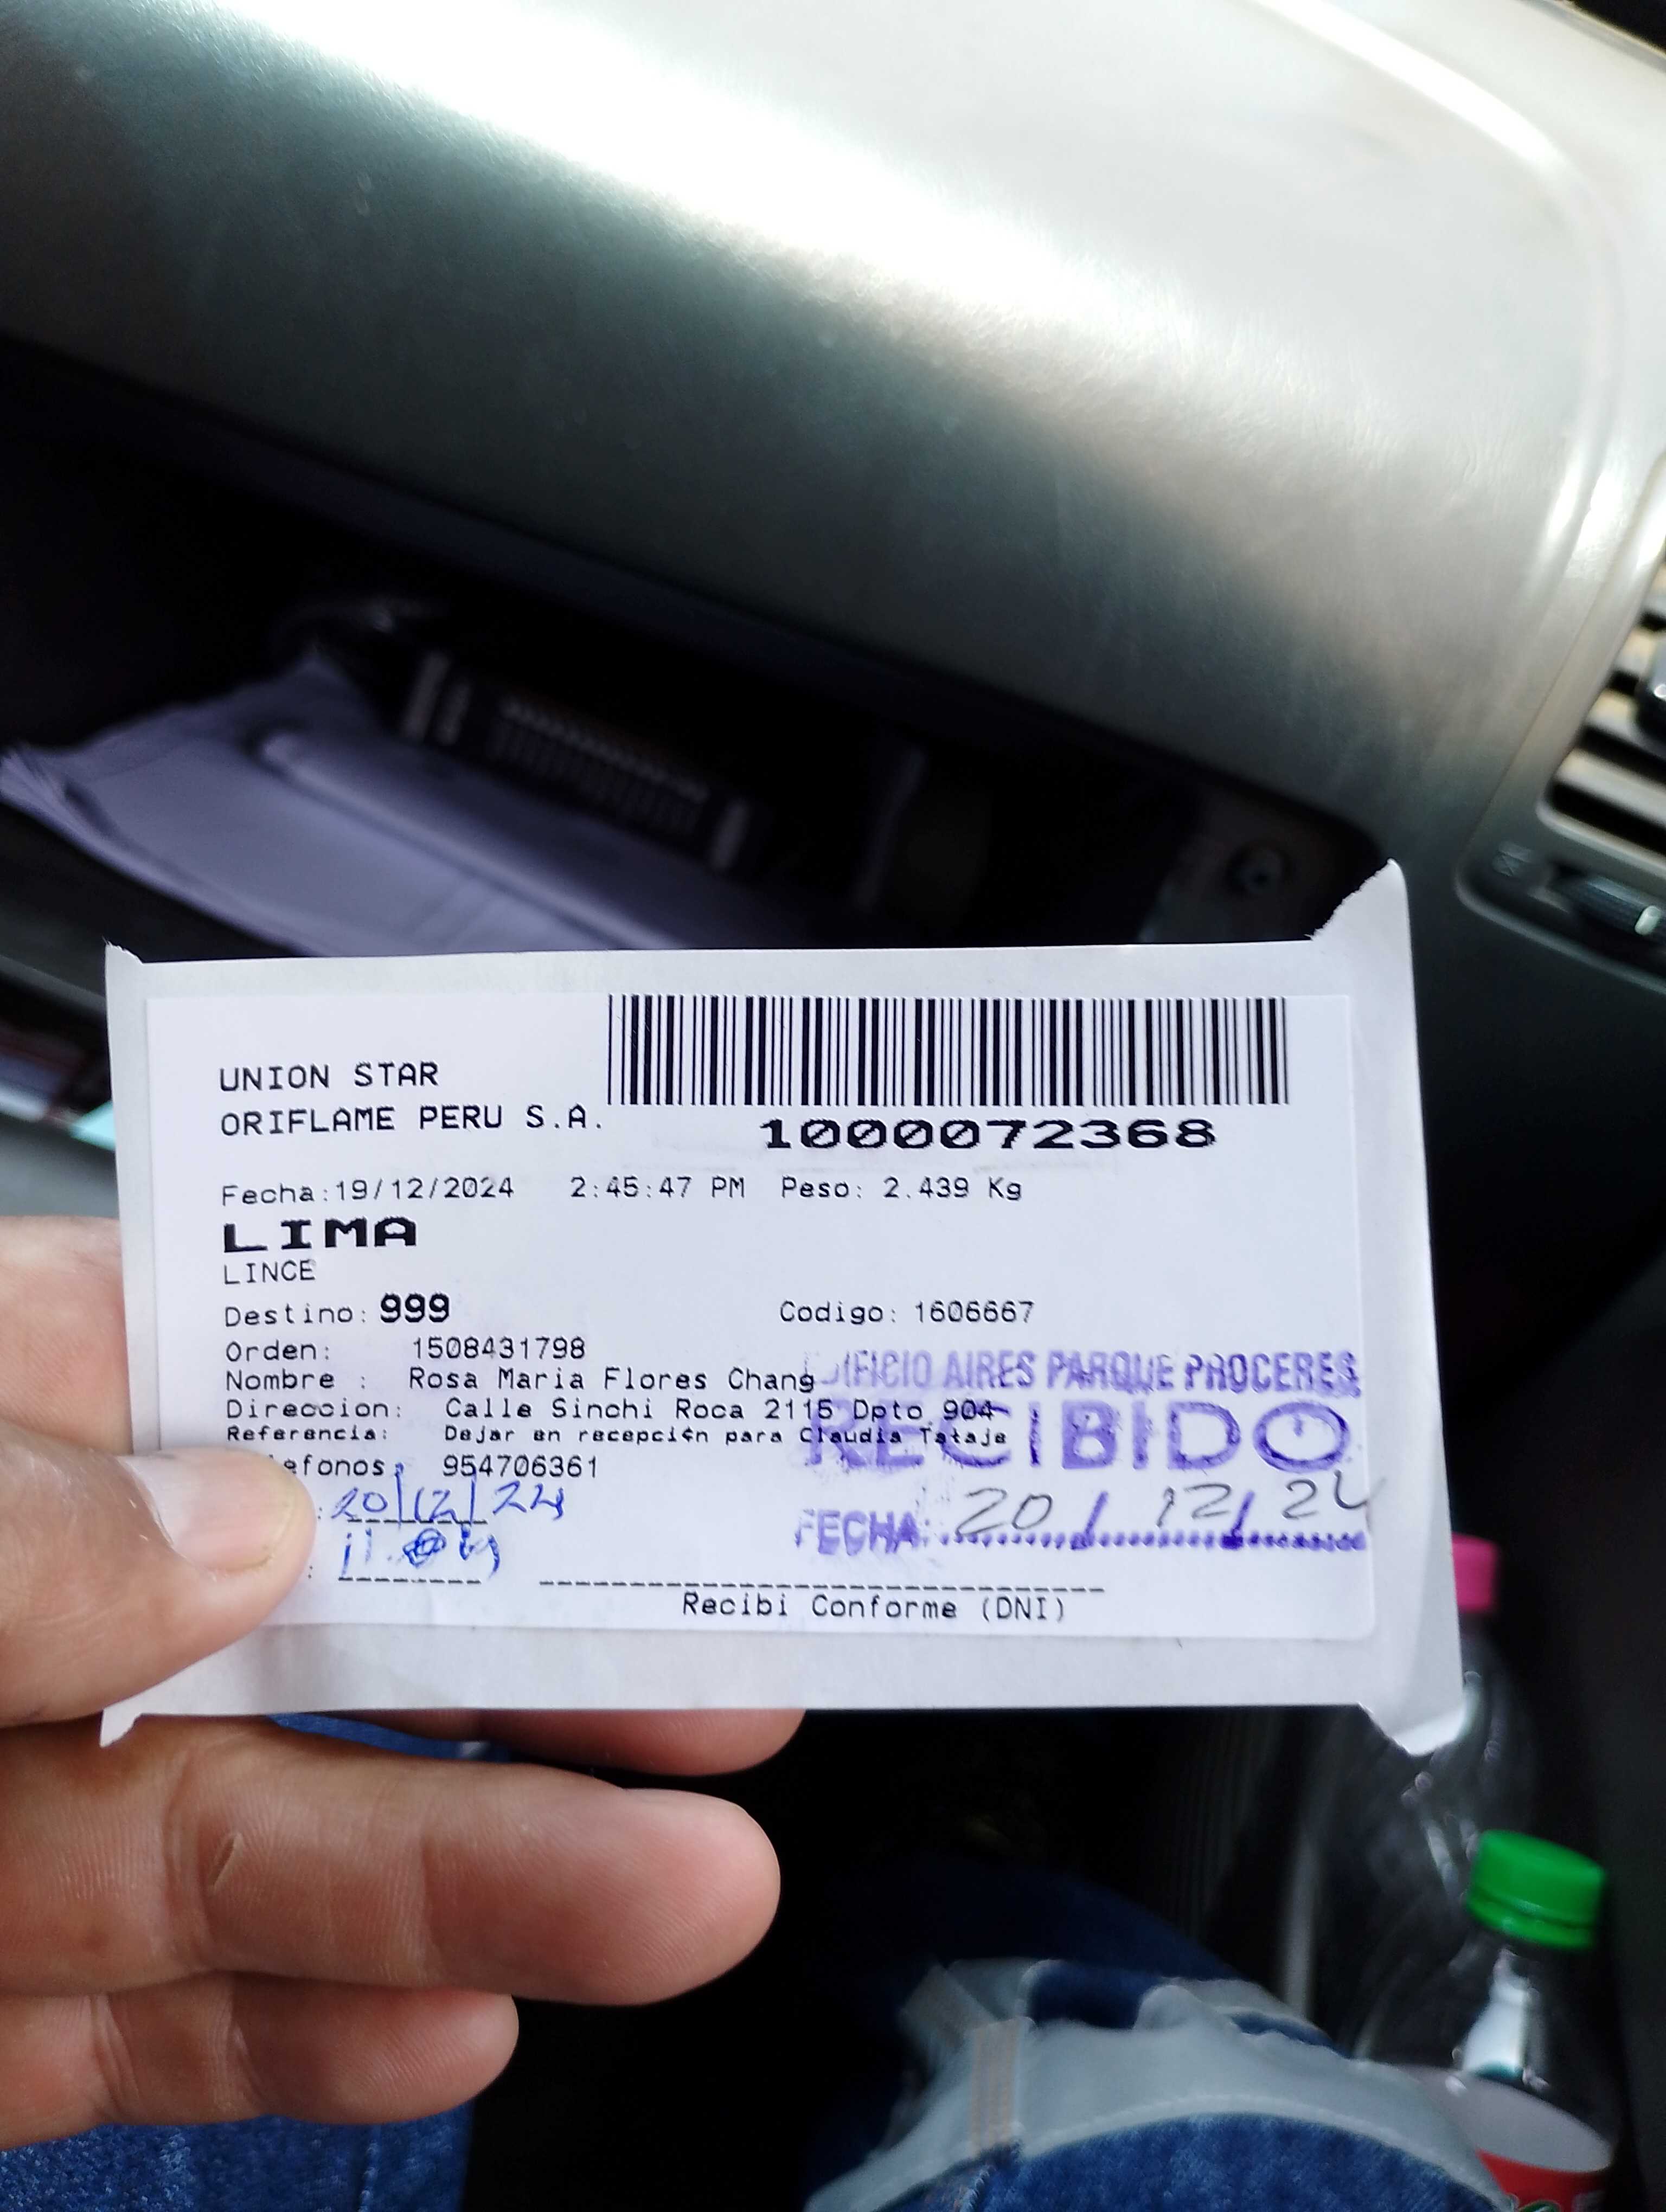 UNION STAR
ORIFLAME PERU S.A.
1000072368
Fecha:19/12/2024 2:45:47 PM Peso: 2.439 Kg
LIMA
LINCE
Destino: 999 Codigo: 1606667
Orden: 1508431798
Nombre : Rosa Maria Flores Chang
IFICIO AIRES PARQUE PROCERES
Direccion: Calle Sinchi Roca 2115 Dpto 904
RECIBIDO
Referencia: Dejar en recepci¢n para Claudia Tataje
efonos: 954706361
: 20/12/24
FECHA: 20 / 12 / 24
Recibi Conforme (DNI)